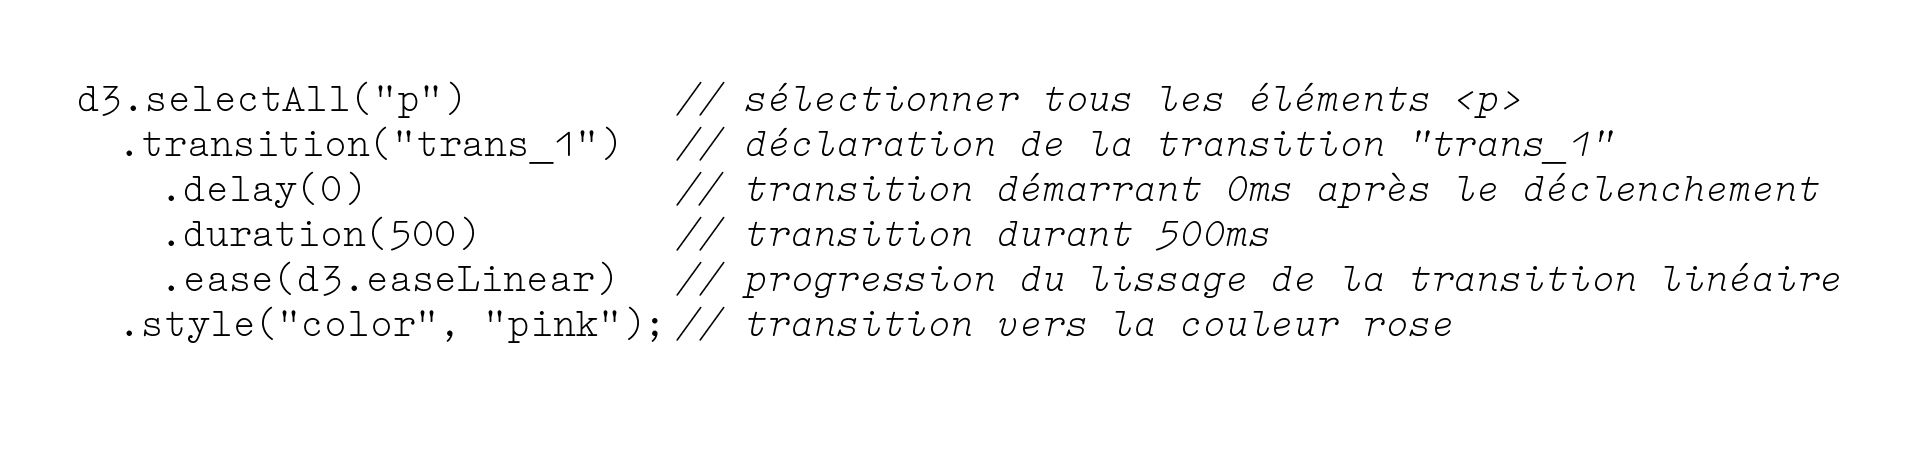 d3.selectAll("p") // sélectionner tous les éléments <p>
.transition("trans_1") // déclaration de la transition "trans_1"
.delay(0) // transition démarrant 0ms après le déclenchement
.duration(500) // transition durant 500ms
.ease(d3.easeLinear) // progression du lissage de la transition linéaire
.style("color", "pink"); // transition vers la couleur rose